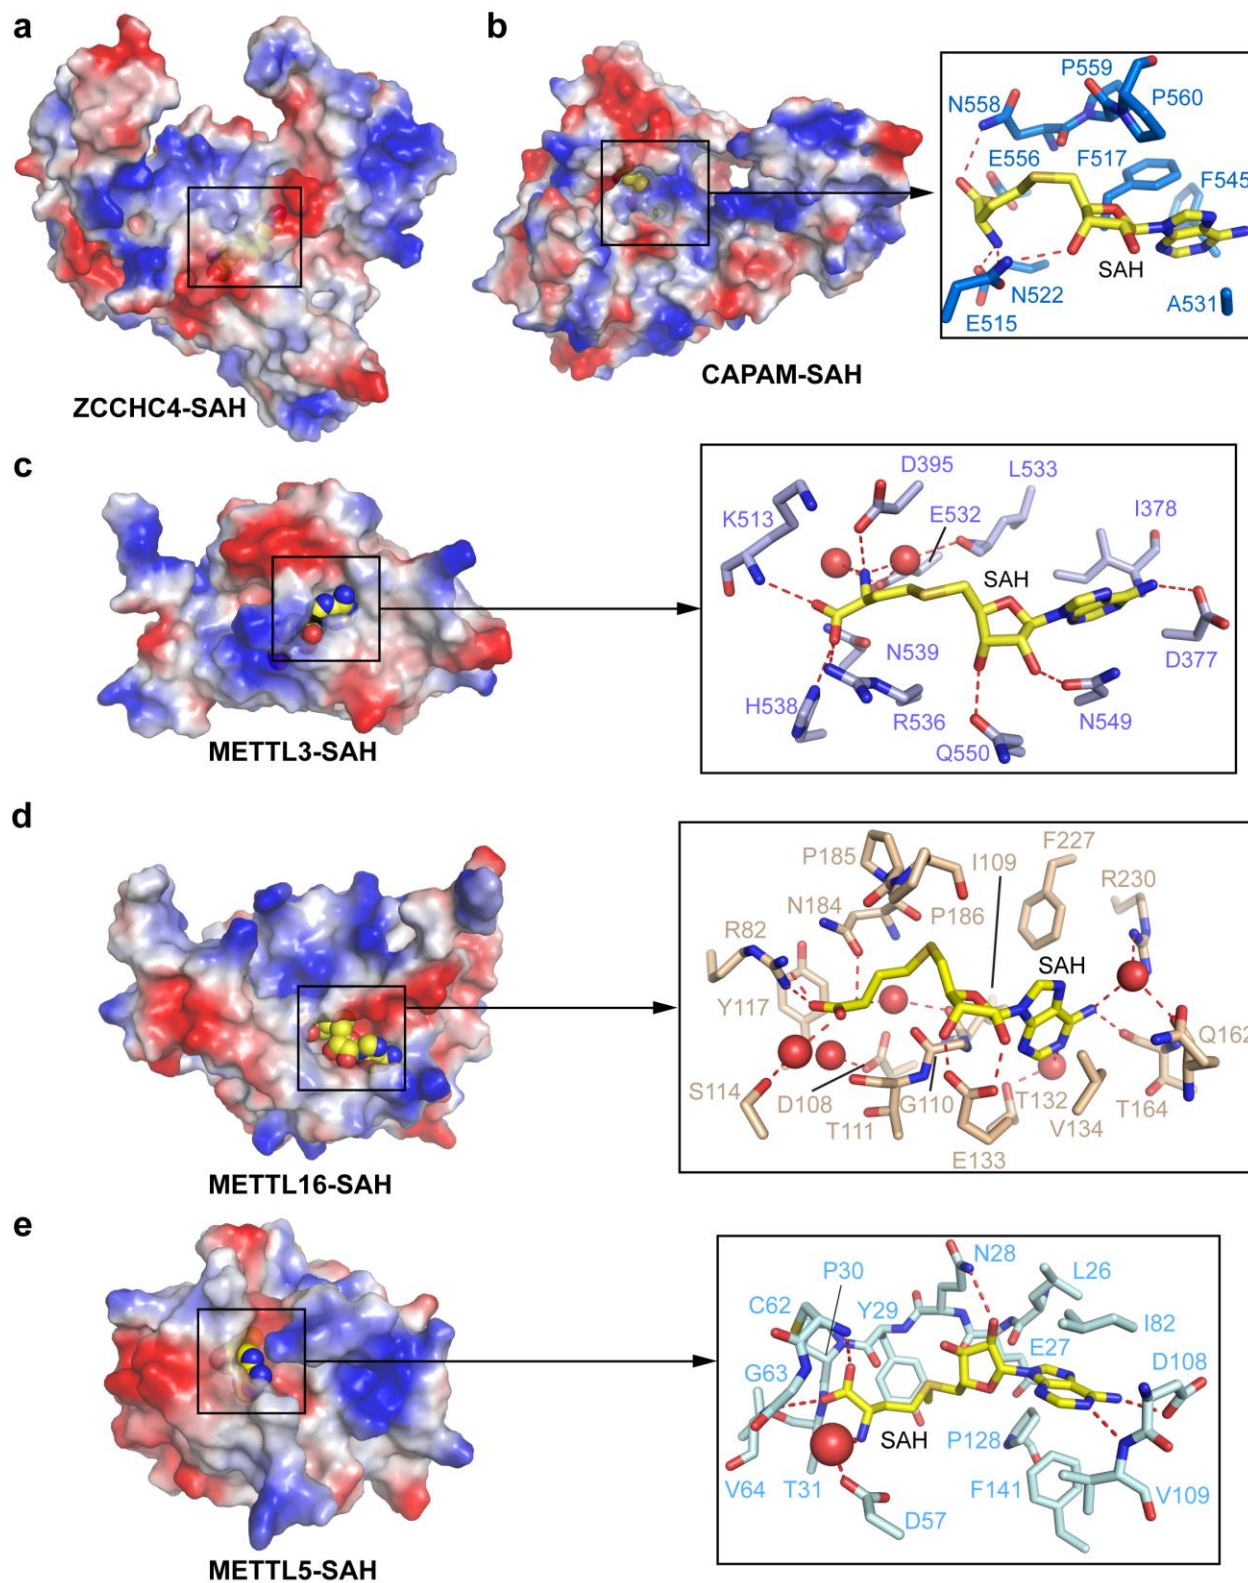 a
b
P559
N558
P560
E556
F517
F545
SAH
N522
A531
E515
CAPAM-SAH
ZCCHC4-SAH
c
D395
L533
K513
E532
I378
SAH
N539
D377
H538
R536
N549
Q550
METTL3-SAH
d
F227
P185
I109
R230
N184
P186
R82
SAH
Y117
Q162
S114
D108
G110
T132
T164
T111
V134
E133
METTL16-SAH
e
N28
P30
L26
C62
Y29
I82
E27
D108
G63
SAH
P128
V64
T31
F141
V109
D57
METTL5-SAH